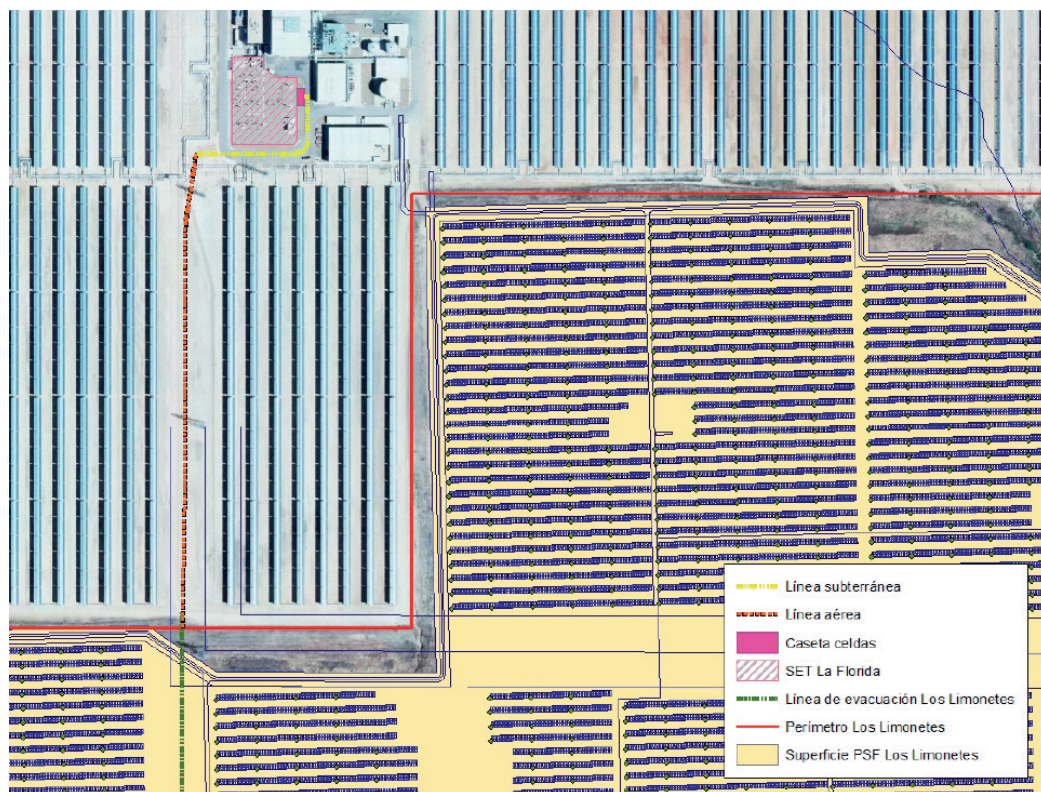 Línea subterránea
Línea aérea
Caseta celdas
SET La Florida
Línea de evacuación Los Limonetes
Perímetro Los Limonetes
Superficie PSF Los Limonetes